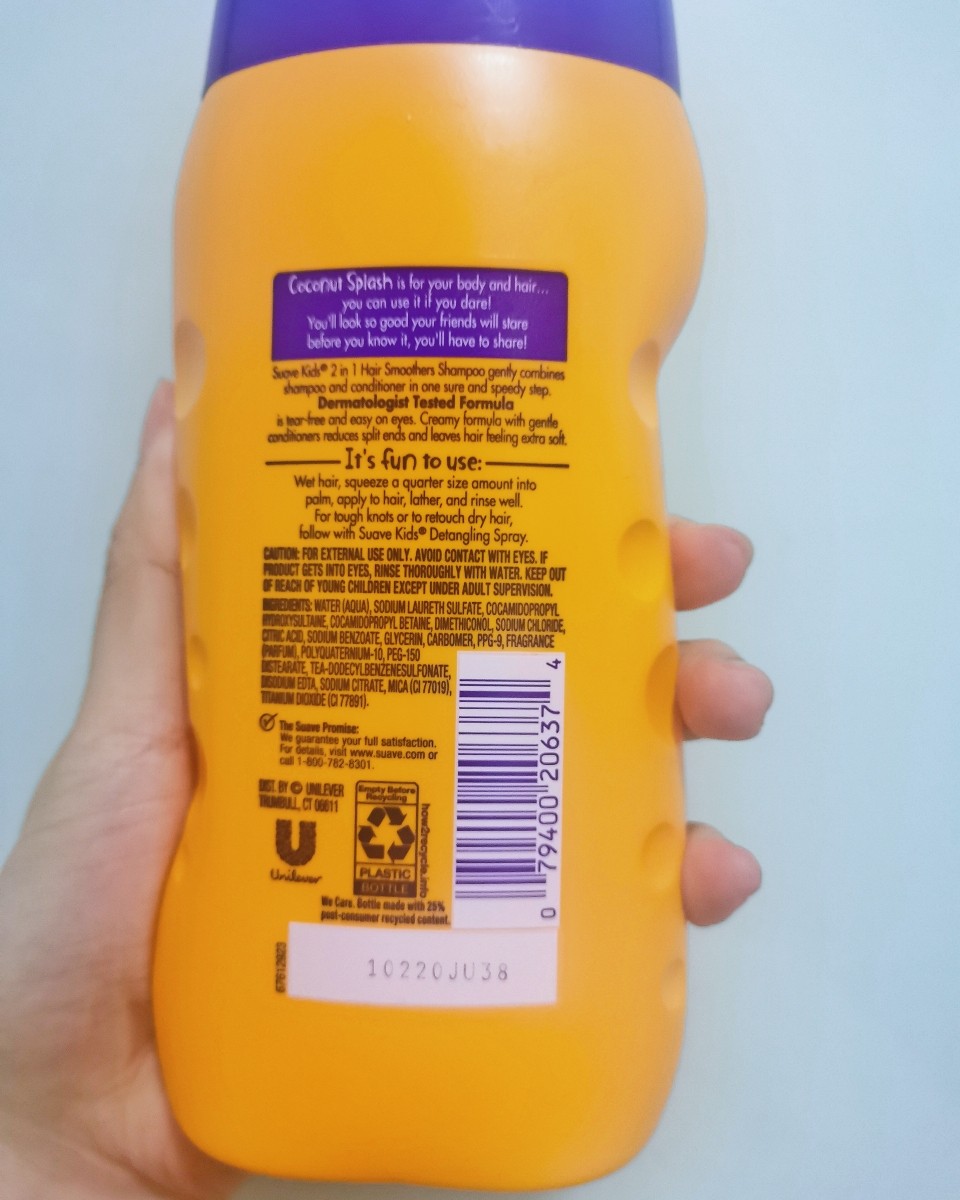 Coconut Splash is for your body and hair...
you can use it if you dare!
You'll look so good your friends will stare
before you know it, you'll have to share!
Suave Kids® 2 in 1 Hair Smoothers Shampoo gently combines
shampoo and conditioner in one sure and speedy step.
Dermatologist Tested Formula
is tear-free and easy on eyes. Creamy formula with gentle
conditioners reduces split ends and leaves hair feeling extra soft.
It's fun to use:
Wet hair, squeeze a quarter size amount into
palm, apply to hair, lather, and rinse well.
For tough knots or to retouch dry hair,
follow with Suave Kids® Detangling Spray.
CAUTION: FOR EXTERNAL USE ONLY. AVOID CONTACT WITH EYES. IF
PRODUCT GETS INTO EYES, RINSE THOROUGHLY WITH WATER. KEEP OUT
OF REACH OF YOUNG CHILDREN EXCEPT UNDER ADULT SUPERVISION.
INGREDIENTS: WATER (AQUA), SODIUM LAURETH SULFATE, COCAMIDOPROPYL
HYDROXYSULTAINE, COCAMIDOPROPYL BETAINE, DIMETHICONOL, SODIUM CHLORIDE,
CITRIC ACID, SODIUM BENZOATE, GLYCERIN, CARBOMER, PPG-9, FRAGRANCE
(PARFUM), POLYQUATERNIUM-10, PEG-150
DISTEARATE, TEA-DODECYLBENZENESULFONATE,
DISODIUM EDTA, SODIUM CITRATE, MICA (CI 77019),
TITANIUM DIOXIDE (CI 77891).
The Suave Promise:
We guarantee your full satisfaction.
For details, visit www.suave.com or
call 1-800-782-8301.
DIST. BY © UNILEVER
TRUMBULL, CT 06611
Unilever
Empty Before
Recycling
PLASTIC
BOTTLE
how2recycle.info
We Care. Bottle made with 25%
post-consumer recycled content.
0 79400 20637 4
67612923
10220JU38